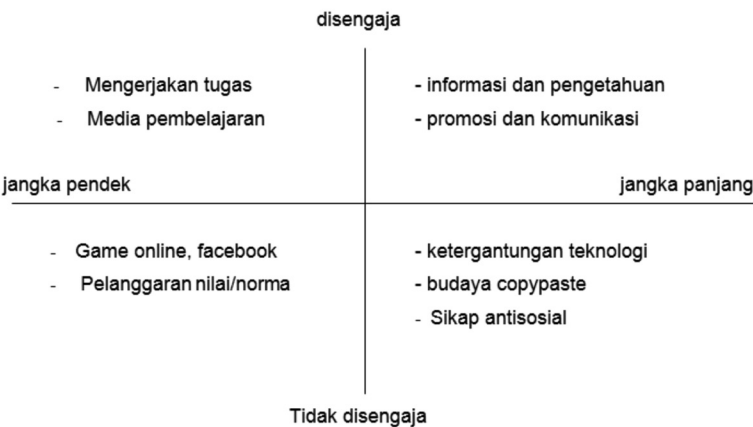 disengaja
- Mengerjakan tugas
- Media pembelajaran
- informasi dan pengetahuan
- promosi dan komunikasi
jangka pendek
jangka panjang
- Game online, facebook
- Pelanggaran nilai/norma
- ketergantungan teknologi
- budaya copypaste
- Sikap antisosial
Tidak disengaja